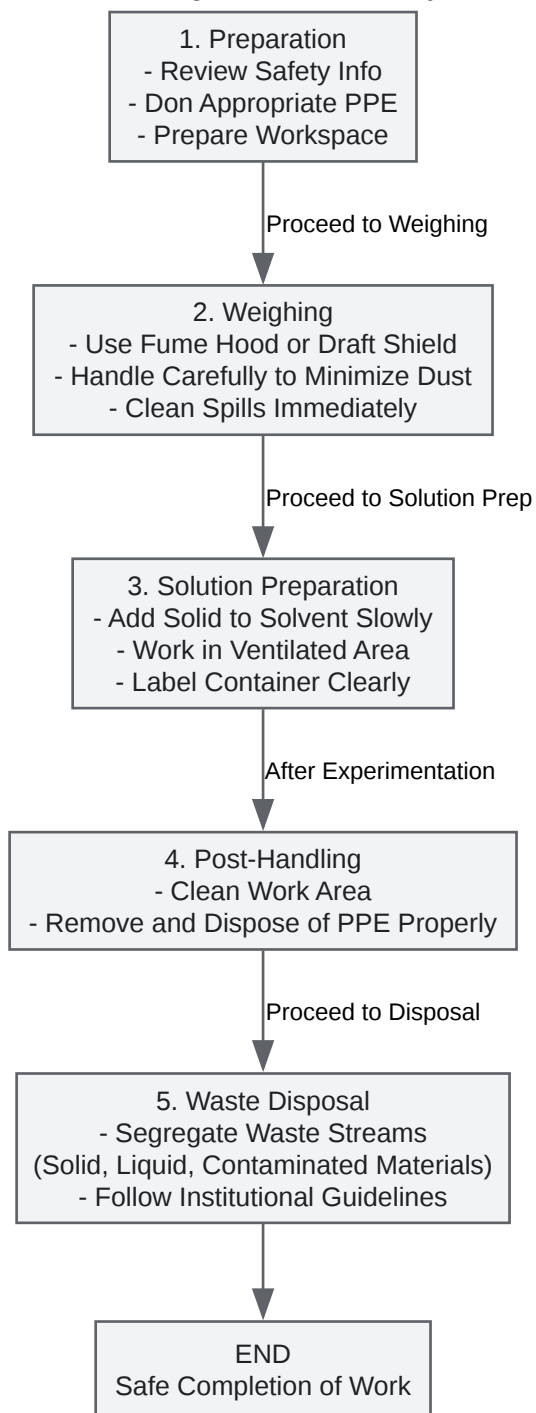 1. Preparation
- Review Safety Info
- Don Appropriate PPE
- Prepare Workspace
Proceed to Weighing
2. Weighing
- Use Fume Hood or Draft Shield
- Handle Carefully to Minimize Dust
- Clean Spills Immediately
Proceed to Solution Prep
3. Solution Preparation
- Add Solid to Solvent Slowly
- Work in Ventilated Area
- Label Container Clearly
After Experimentation
4. Post-Handling
- Clean Work Area
- Remove and Dispose of PPE Properly
Proceed to Disposal
5. Waste Disposal
- Segregate Waste Streams
(Solid, Liquid, Contaminated Materials)
- Follow Institutional Guidelines
END
Safe Completion of Work